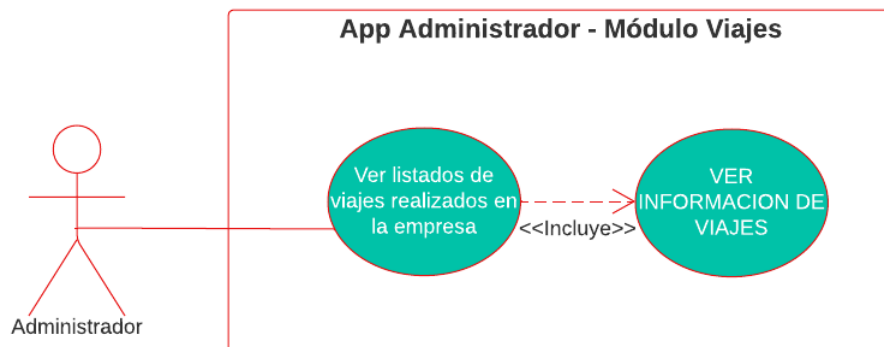 App Administrador - Módulo Viajes
Ver listados de
viajes realizados en
la empresa
<<Incluye>>
VER
INFORMACION DE
VIAJES
Administrador